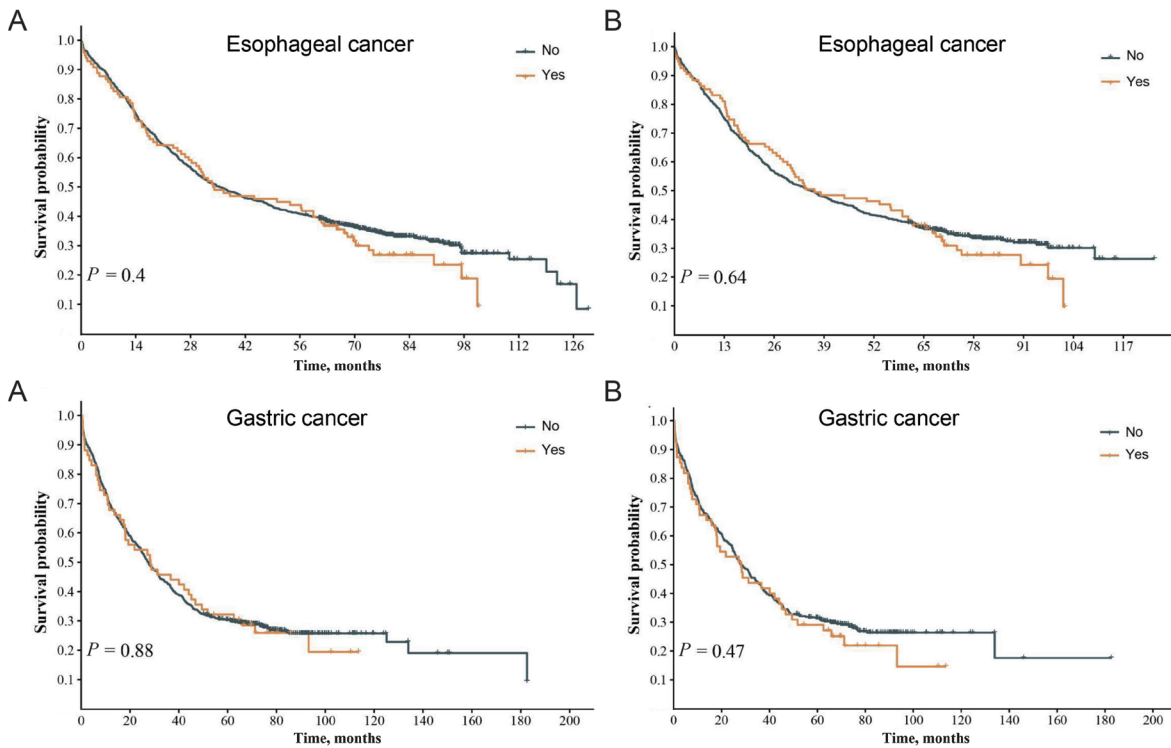 A
Esophageal cancer
No
Yes
Survival probability
1.0
0.9
0.8
0.7
0.6
0.5
0.4
0.3
0.2
0.1
P = 0.4
0 14 28 42 56 70 84 98 112 126
Time, months
B
Esophageal cancer
No
Yes
Survival probability
1.0
0.9
0.8
0.7
0.6
0.5
0.4
0.3
0.2
0.1
P = 0.64
0 13 26 39 52 65 78 91 104 117
Time, months
A
Gastric cancer
No
Yes
Survival probability
1.0
0.9
0.8
0.7
0.6
0.5
0.4
0.3
0.2
0.1
P = 0.88
0 20 40 60 80 100 120 140 160 180 200
Time, months
B
Gastric cancer
No
Yes
Survival probability
1.0
0.9
0.8
0.7
0.6
0.5
0.4
0.3
0.2
0.1
P = 0.47
0 20 40 60 80 100 120 140 160 180 200
Time, months